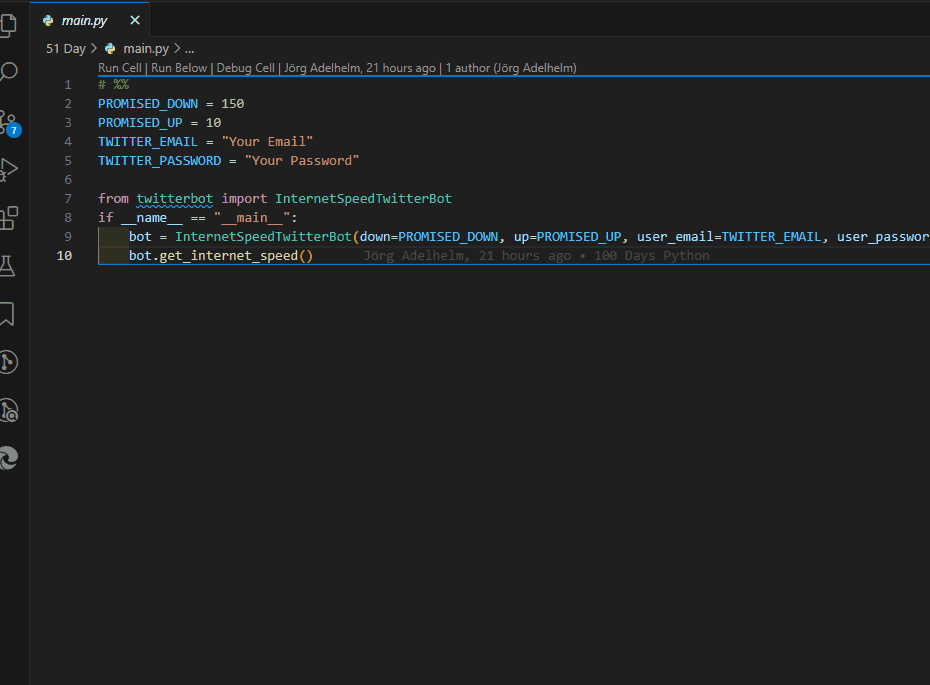 main.py
51 Day > main.py > ...
Run Cell | Run Below | Debug Cell | Jörg Adelhelm, 21 hours ago | 1 author (Jörg Adelhelm)
1 # %%
2 PROMISED_DOWN = 150
3 PROMISED_UP = 10
4 TWITTER_EMAIL = "Your Email"
5 TWITTER_PASSWORD = "Your Password"
6
7 from twitterbot import InternetSpeedTwitterBot
8 if __name__ == "__main__":
9 bot = InternetSpeedTwitterBot(down=PROMISED_DOWN, up=PROMISED_UP, user_email=TWITTER_EMAIL, user_passwor
10 bot.get_internet_speed() Jörg Adelhelm, 21 hours ago • 100 Days Python
7